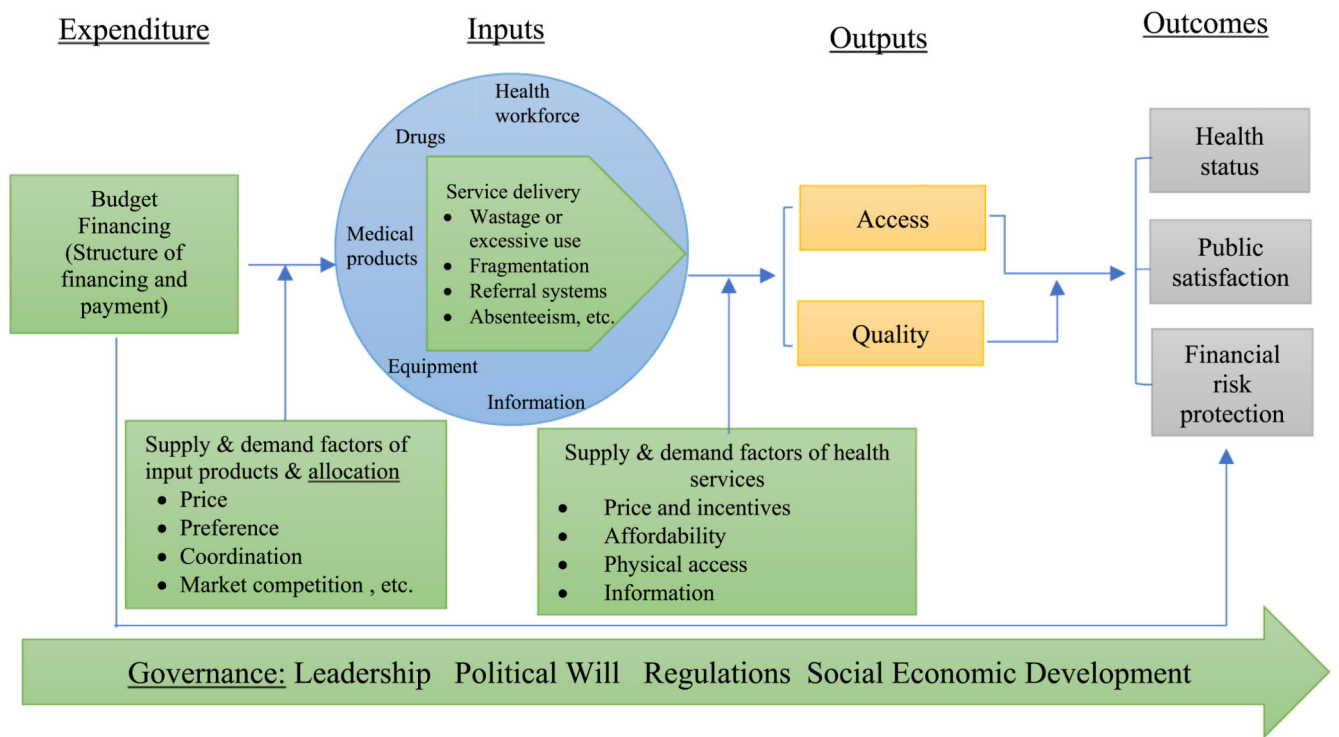 Expenditure
Inputs
Outputs
Outcomes
Budget
Financing
(Structure of
financing and
payment)
Health
workforce
Drugs
Medical
products
Equipment
Information
Service delivery
• Wastage or
excessive use
• Fragmentation
• Referral systems
• Absenteeism, etc.
Access
Quality
Health
status
Public
satisfaction
Financial
risk
protection
Supply & demand factors of
input products & allocation
• Price
• Preference
• Coordination
• Market competition , etc.
Supply & demand factors of health
services
• Price and incentives
• Affordability
• Physical access
• Information
Governance: Leadership Political Will Regulations Social Economic Development